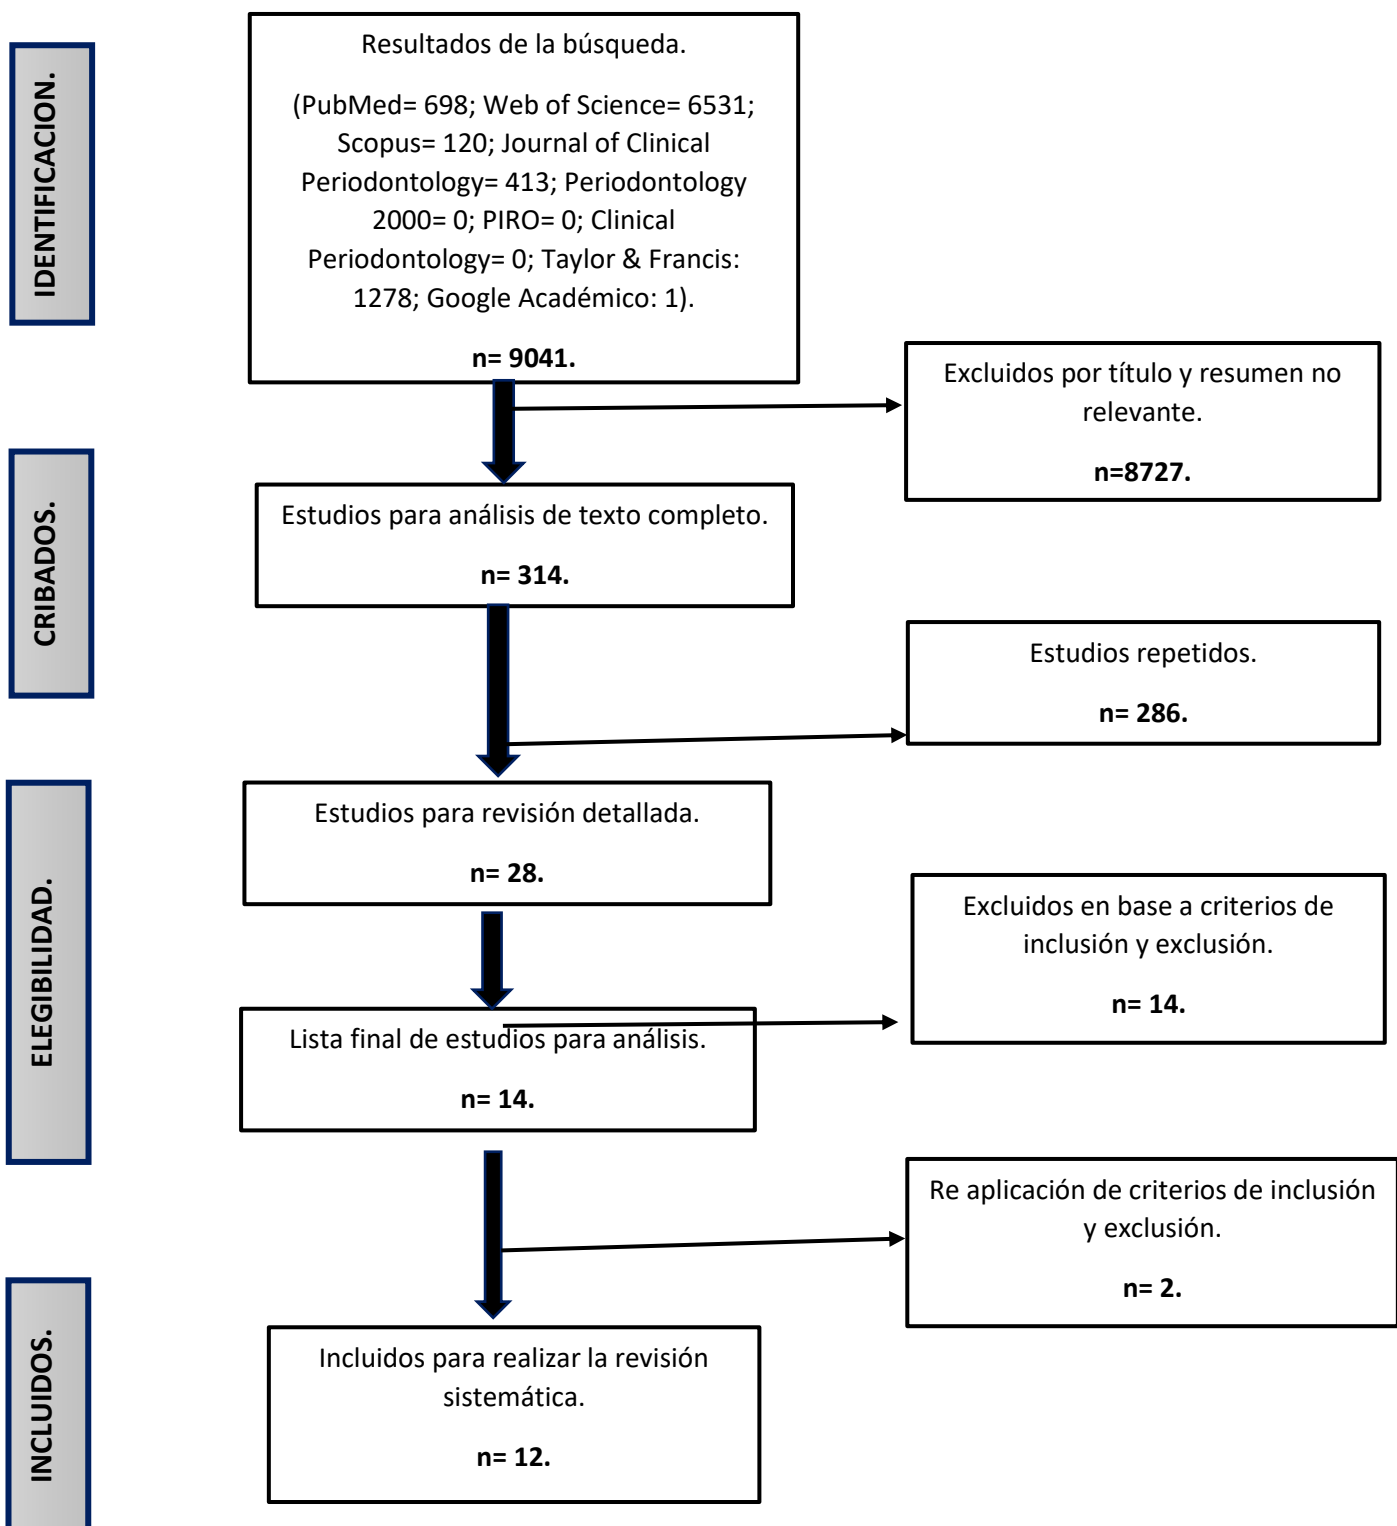 IDENTIFICACION.
Resultados de la búsqueda.
(PubMed= 698; Web of Science= 6531;
Scopus= 120; Journal of Clinical
Periodontology= 413; Periodontology
2000= 0; PIRO= 0; Clinical
Periodontology= 0; Taylor & Francis:
1278; Google Académico: 1).
n= 9041.
Excluidos por título y resumen no
relevante.
n=8727.
CRIBADOS.
Estudios para análisis de texto completo.
n= 314.
Estudios repetidos.
n= 286.
ELEGIBILIDAD.
Estudios para revisión detallada.
n= 28.
Excluidos en base a criterios de
inclusión y exclusión.
n= 14.
Lista final de estudios para análisis.
n= 14.
Re aplicación de criterios de inclusión
y exclusión.
n= 2.
INCLUIDOS.
Incluidos para realizar la revisión
sistemática.
n= 12.